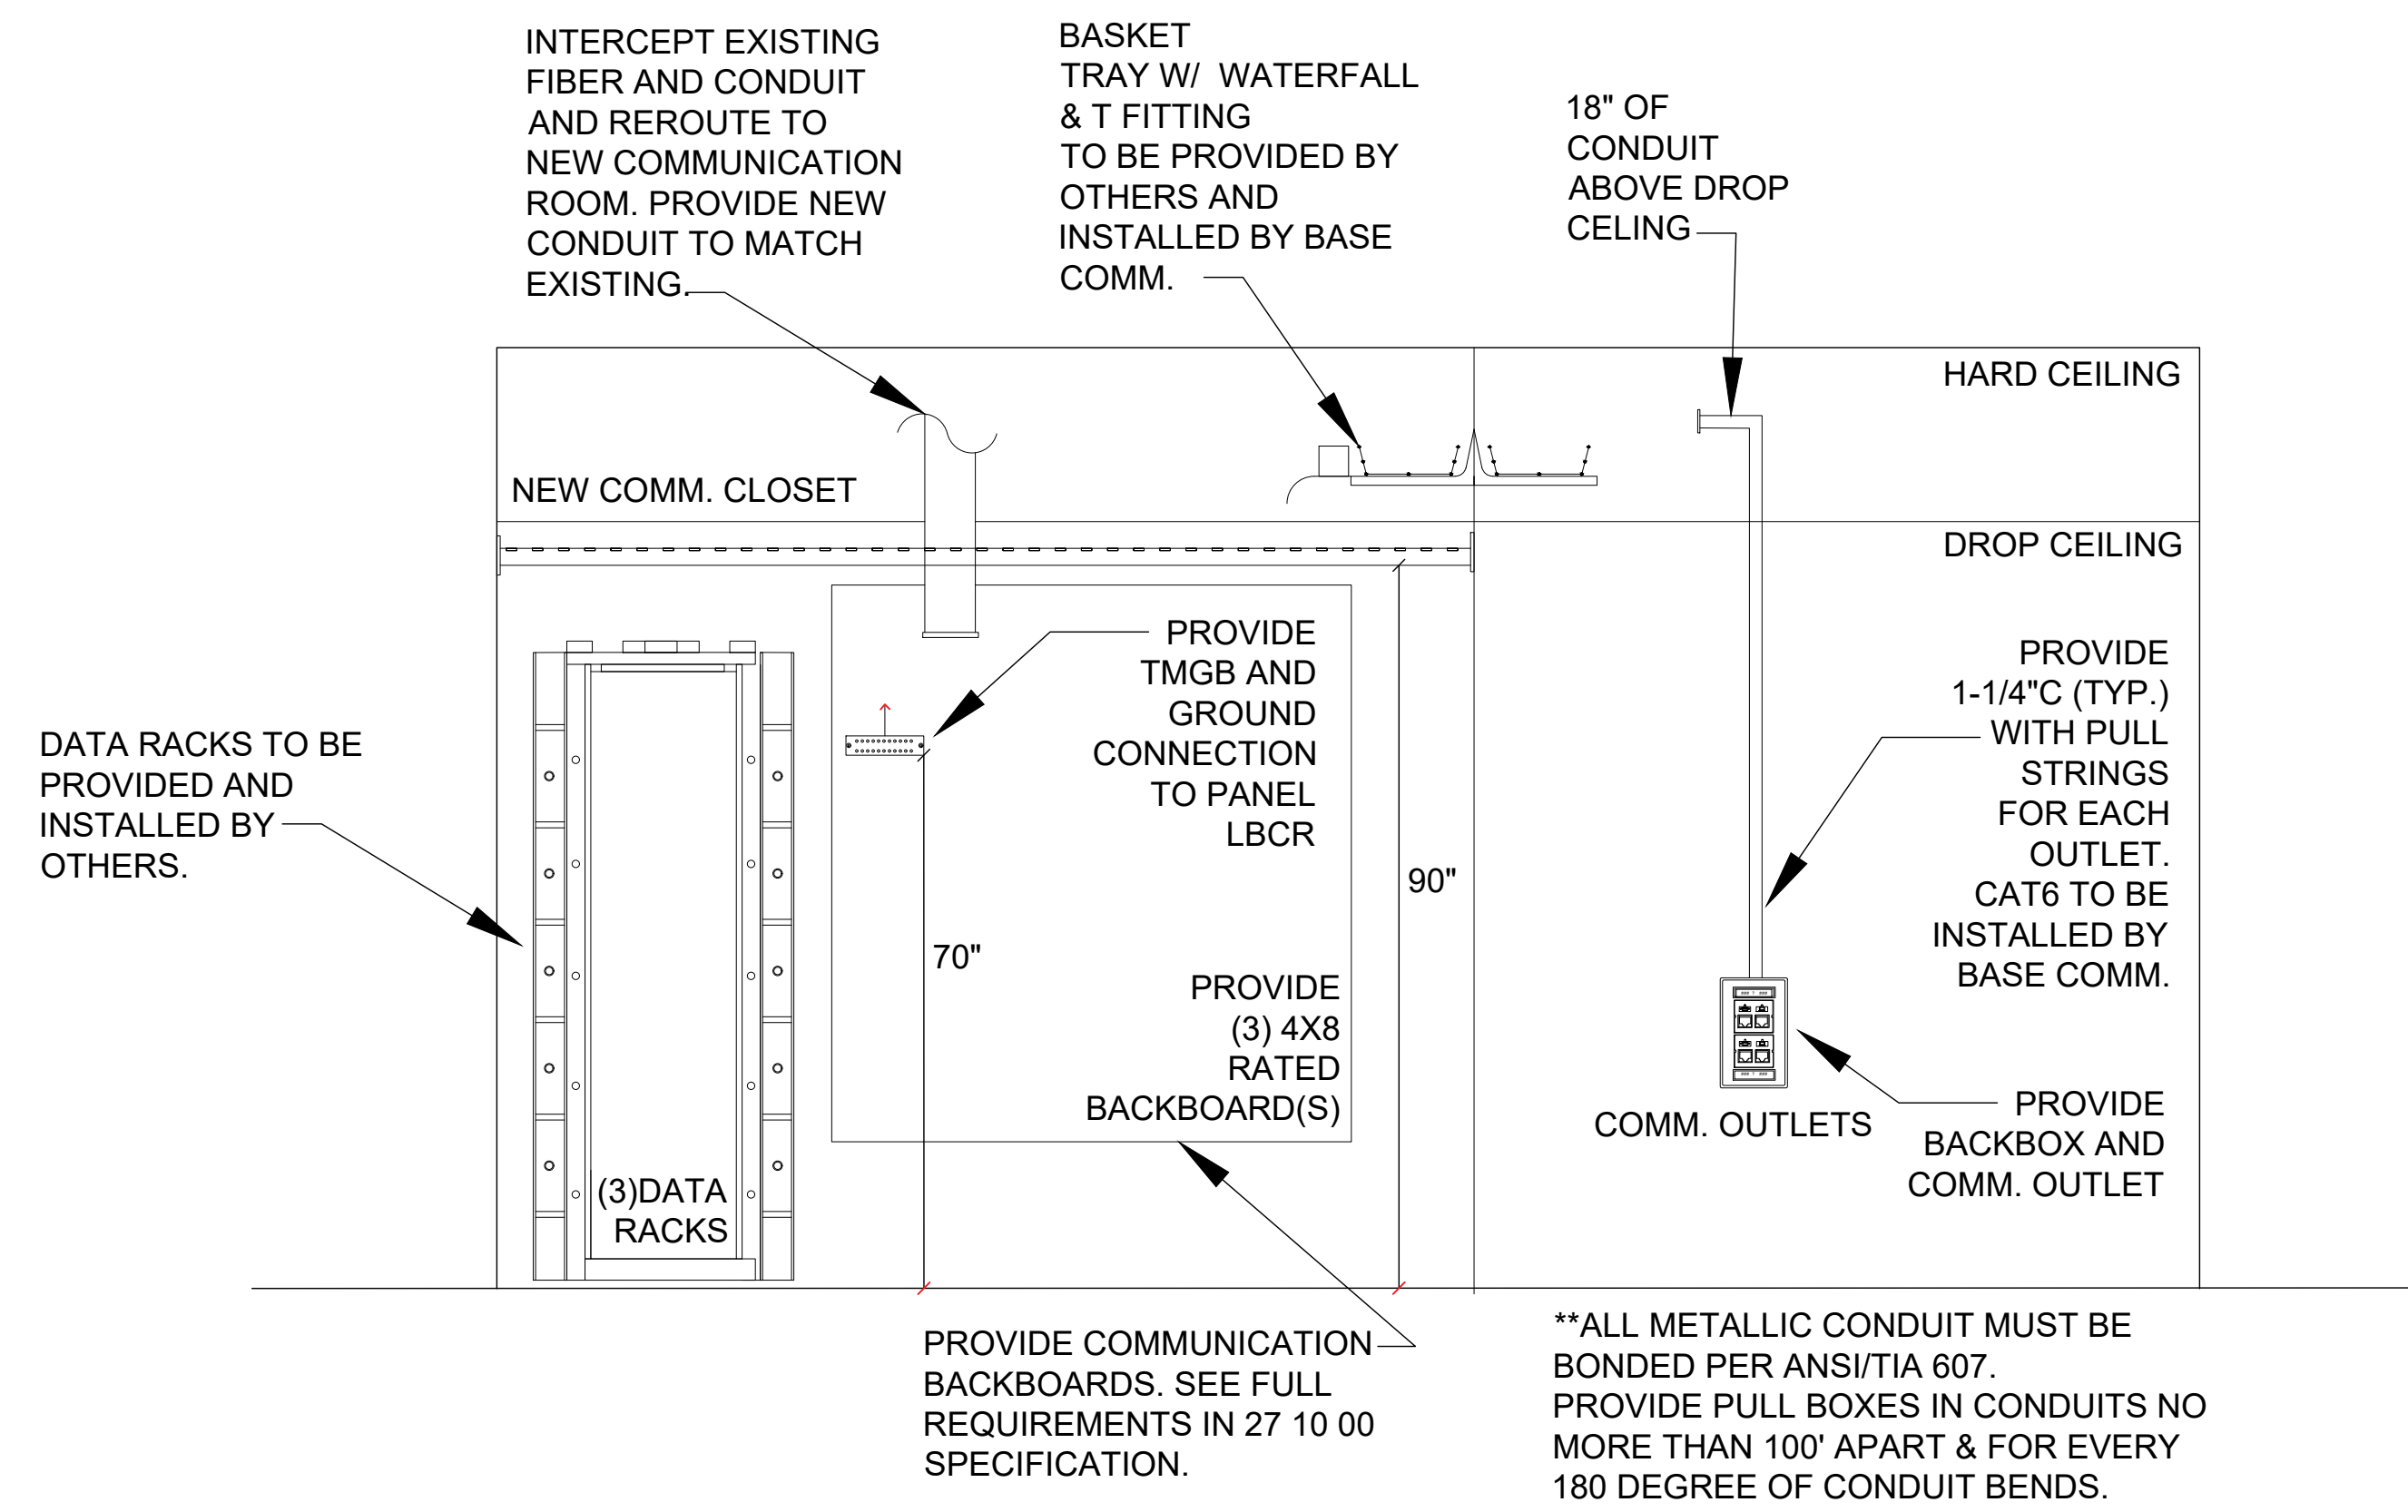 INTERCEPT EXISTING
FIBER AND CONDUIT
AND REROUTE TO
NEW COMMUNICATION
ROOM. PROVIDE NEW
CONDUIT TO MATCH
EXISTING.
BASKET
TRAY W/ WATERFALL
& T FITTING
TO BE PROVIDED BY
OTHERS AND
INSTALLED BY BASE
COMM.
18" OF
CONDUIT
ABOVE DROP
CELING
HARD CEILING
NEW COMM. CLOSET
DROP CEILING
PROVIDE
TMGB AND
GROUND
CONNECTION
TO PANEL
LBCR
PROVIDE
1-1/4"C (TYP.)
WITH PULL
STRINGS
FOR EACH
OUTLET.
CAT6 TO BE
INSTALLED BY
BASE COMM.
DATA RACKS TO BE
PROVIDED AND
INSTALLED BY
OTHERS.
90"
70"
PROVIDE
(3) 4X8
RATED
BACKBOARD(S)
COMM. OUTLETS
PROVIDE
BACKBOX AND
COMM. OUTLET
(3)DATA
RACKS
PROVIDE COMMUNICATION
BACKBOARDS. SEE FULL
REQUIREMENTS IN 27 10 00
SPECIFICATION.
**ALL METALLIC CONDUIT MUST BE
BONDED PER ANSI/TIA 607.
PROVIDE PULL BOXES IN CONDUITS NO
MORE THAN 100' APART & FOR EVERY
180 DEGREE OF CONDUIT BENDS.